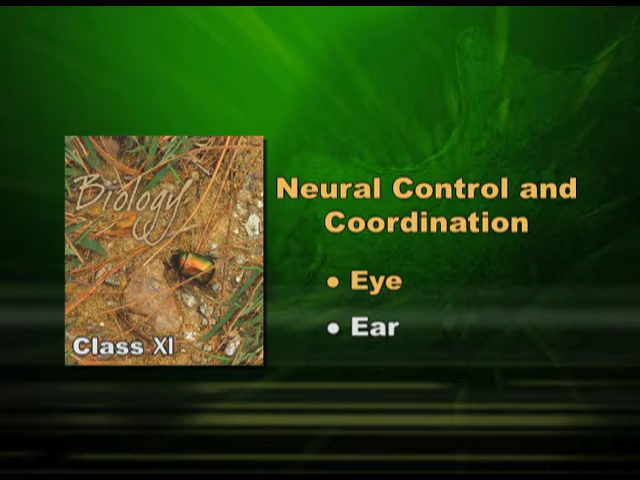 Biology
Class XI
Neural Control and
Coordination
• Eye
• Ear